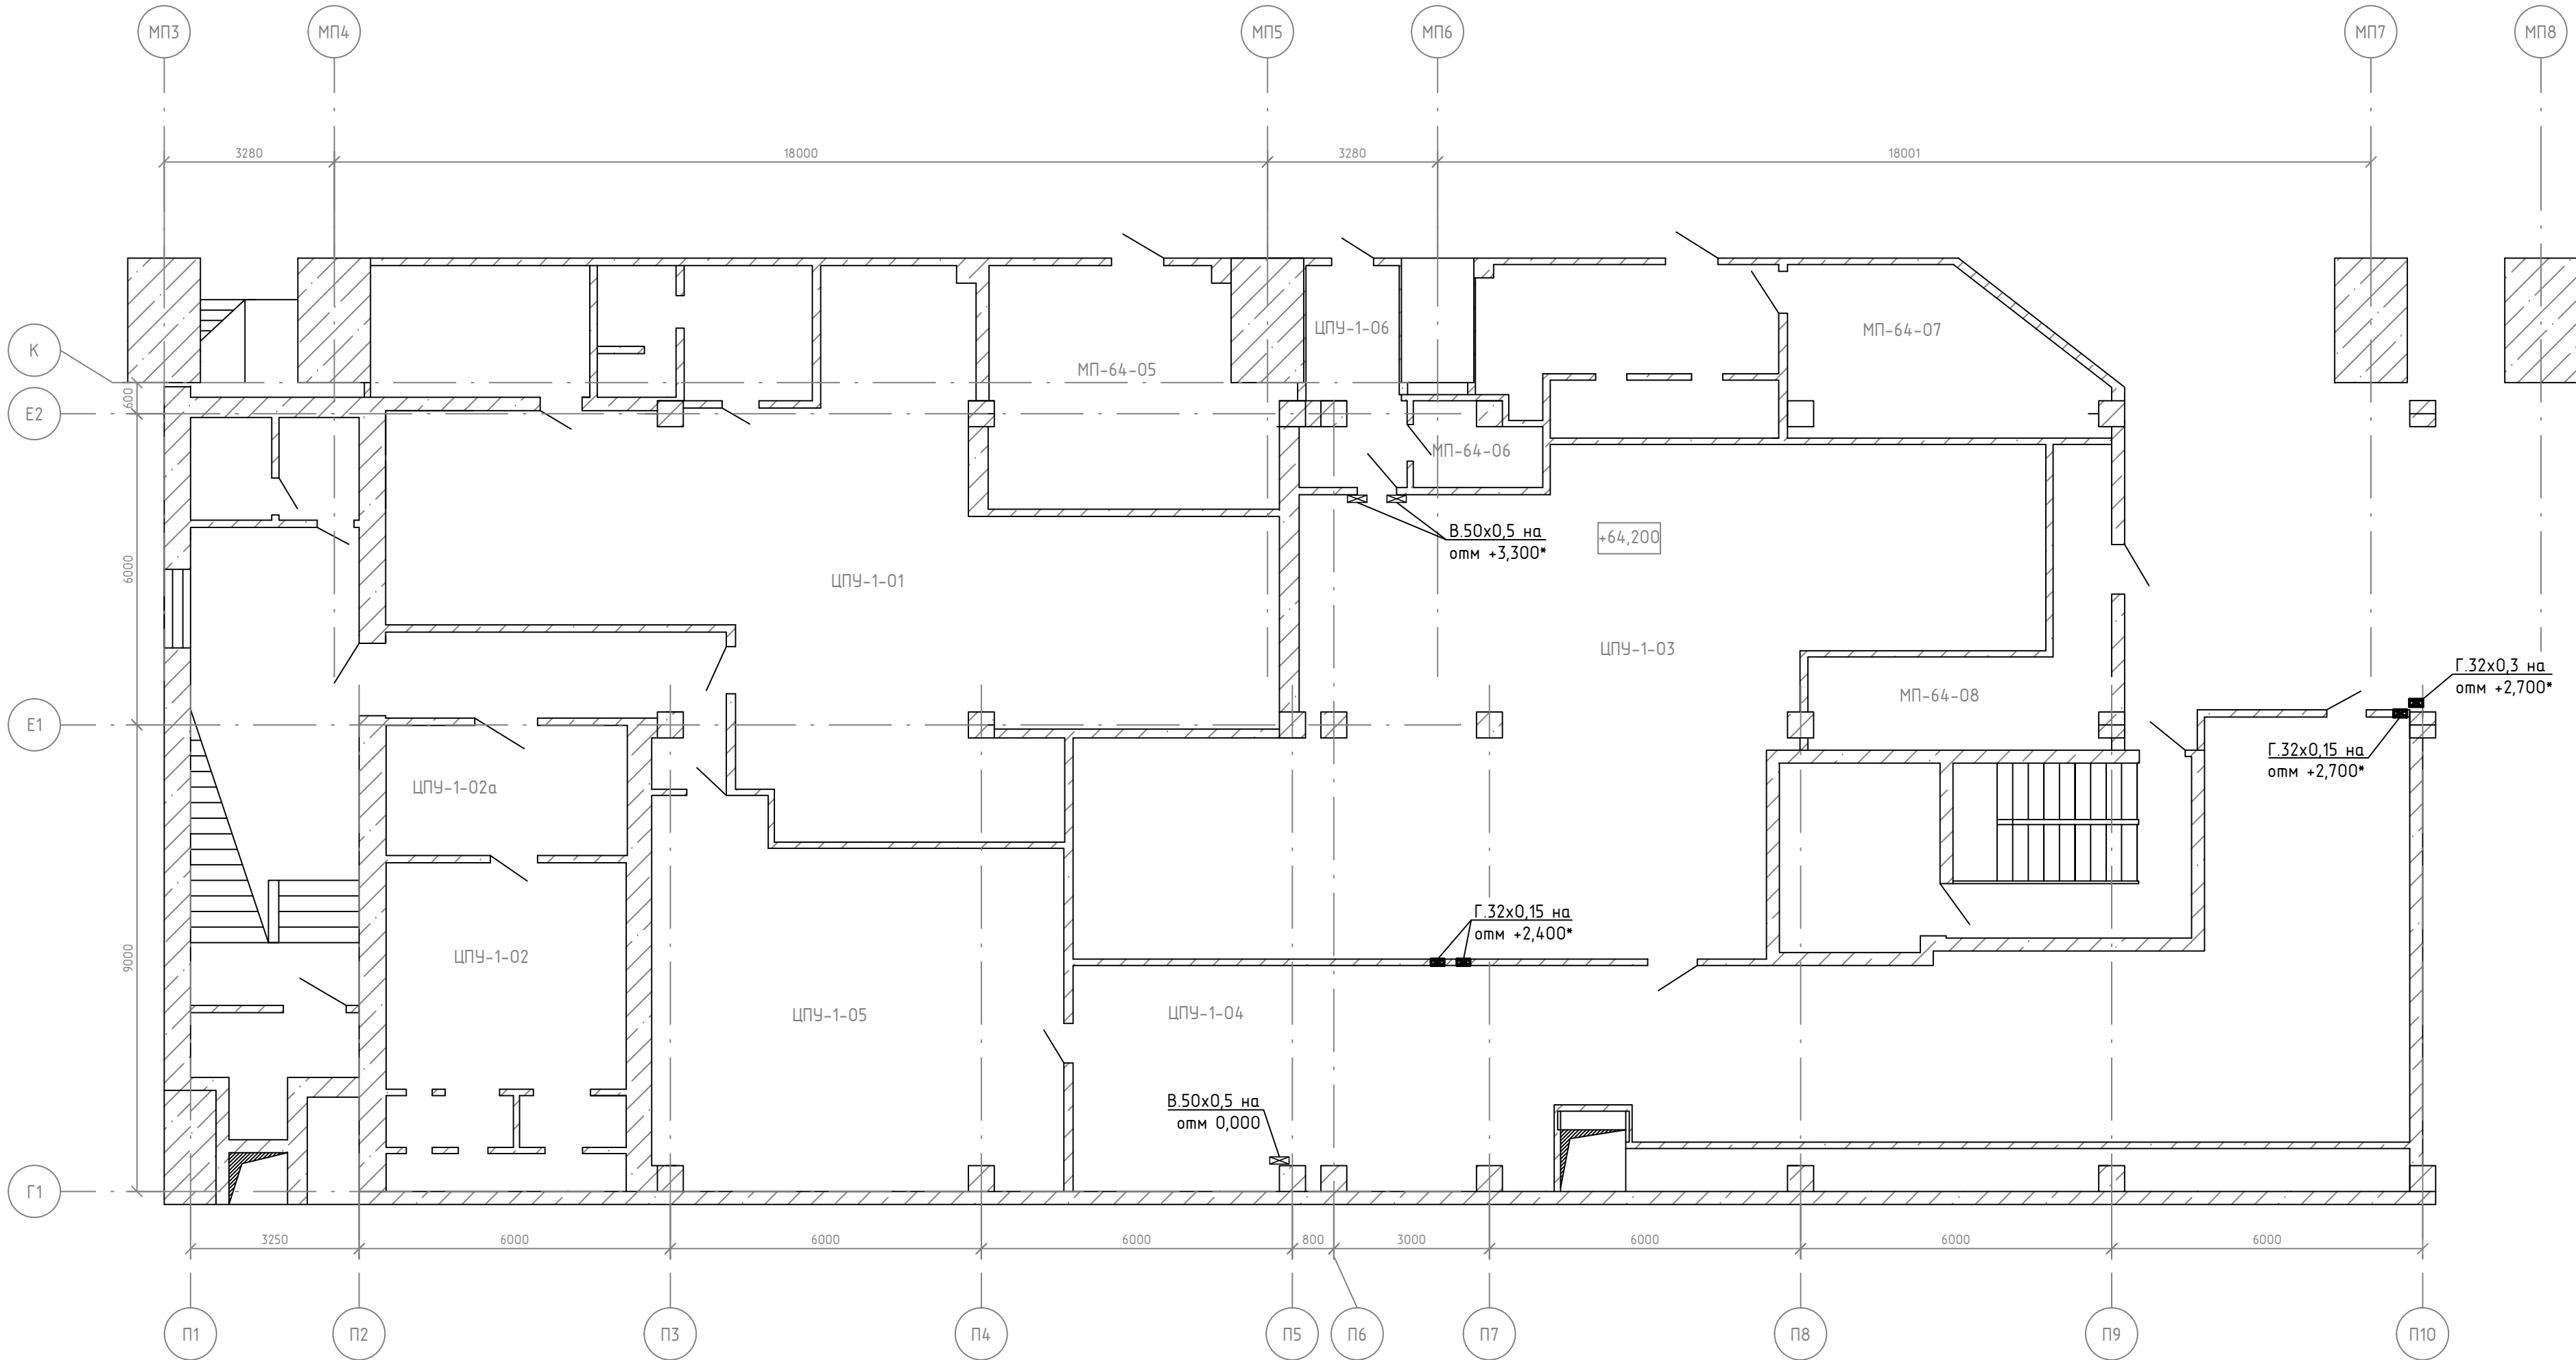 МП3
МП4
МП5
МП6
МП7
МП8
3280
18000
3280
18001
К
600
Е2
6000
Е1
9000
Г1
ЦПУ-1-06
МП-64-07
МП-64-05
МП-64-06
В.50х0,5 на
отм +3,300*
+64,200
ЦПУ-1-01
ЦПУ-1-03
МП-64-08
Г.32х0,3 на
отм +2,700*
Г.32х0,15 на
отм +2,700*
ЦПУ-1-02а
Г.32х0,15 на
отм +2,400*
ЦПУ-1-02
ЦПУ-1-05
ЦПУ-1-04
В.50х0,5 на
отм 0,000
3250
6000
6000
6000
800
3000
6000
6000
6000
П1
П2
П3
П4
П5
П6
П7
П8
П9
П10